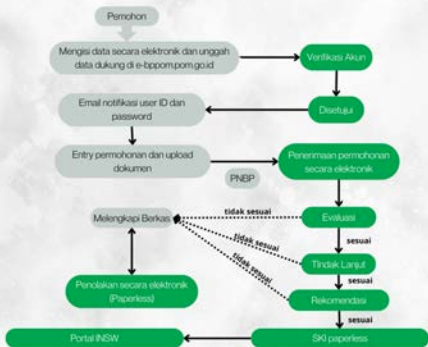 Pemohon
Mengisi data secara elektronik dan unggah
data dukung di e-bppom.pom.go.id
Verifikasi Akun
Email notifikasi user ID dan
password
Disetujui
Entry permohonan dan upload
dokumen
PNBP
Penerimaan permohonan
secara elektronik
Melengkapi Berkas
tidak sesuai
Evaluasi
sesuai
tidak sesuai
Tindak Lanjut
sesuai
tidak sesuai
Penolakan secara elektronik
(Paperless)
Rekomendasi
sesuai
Portal INSW
SKI paperless